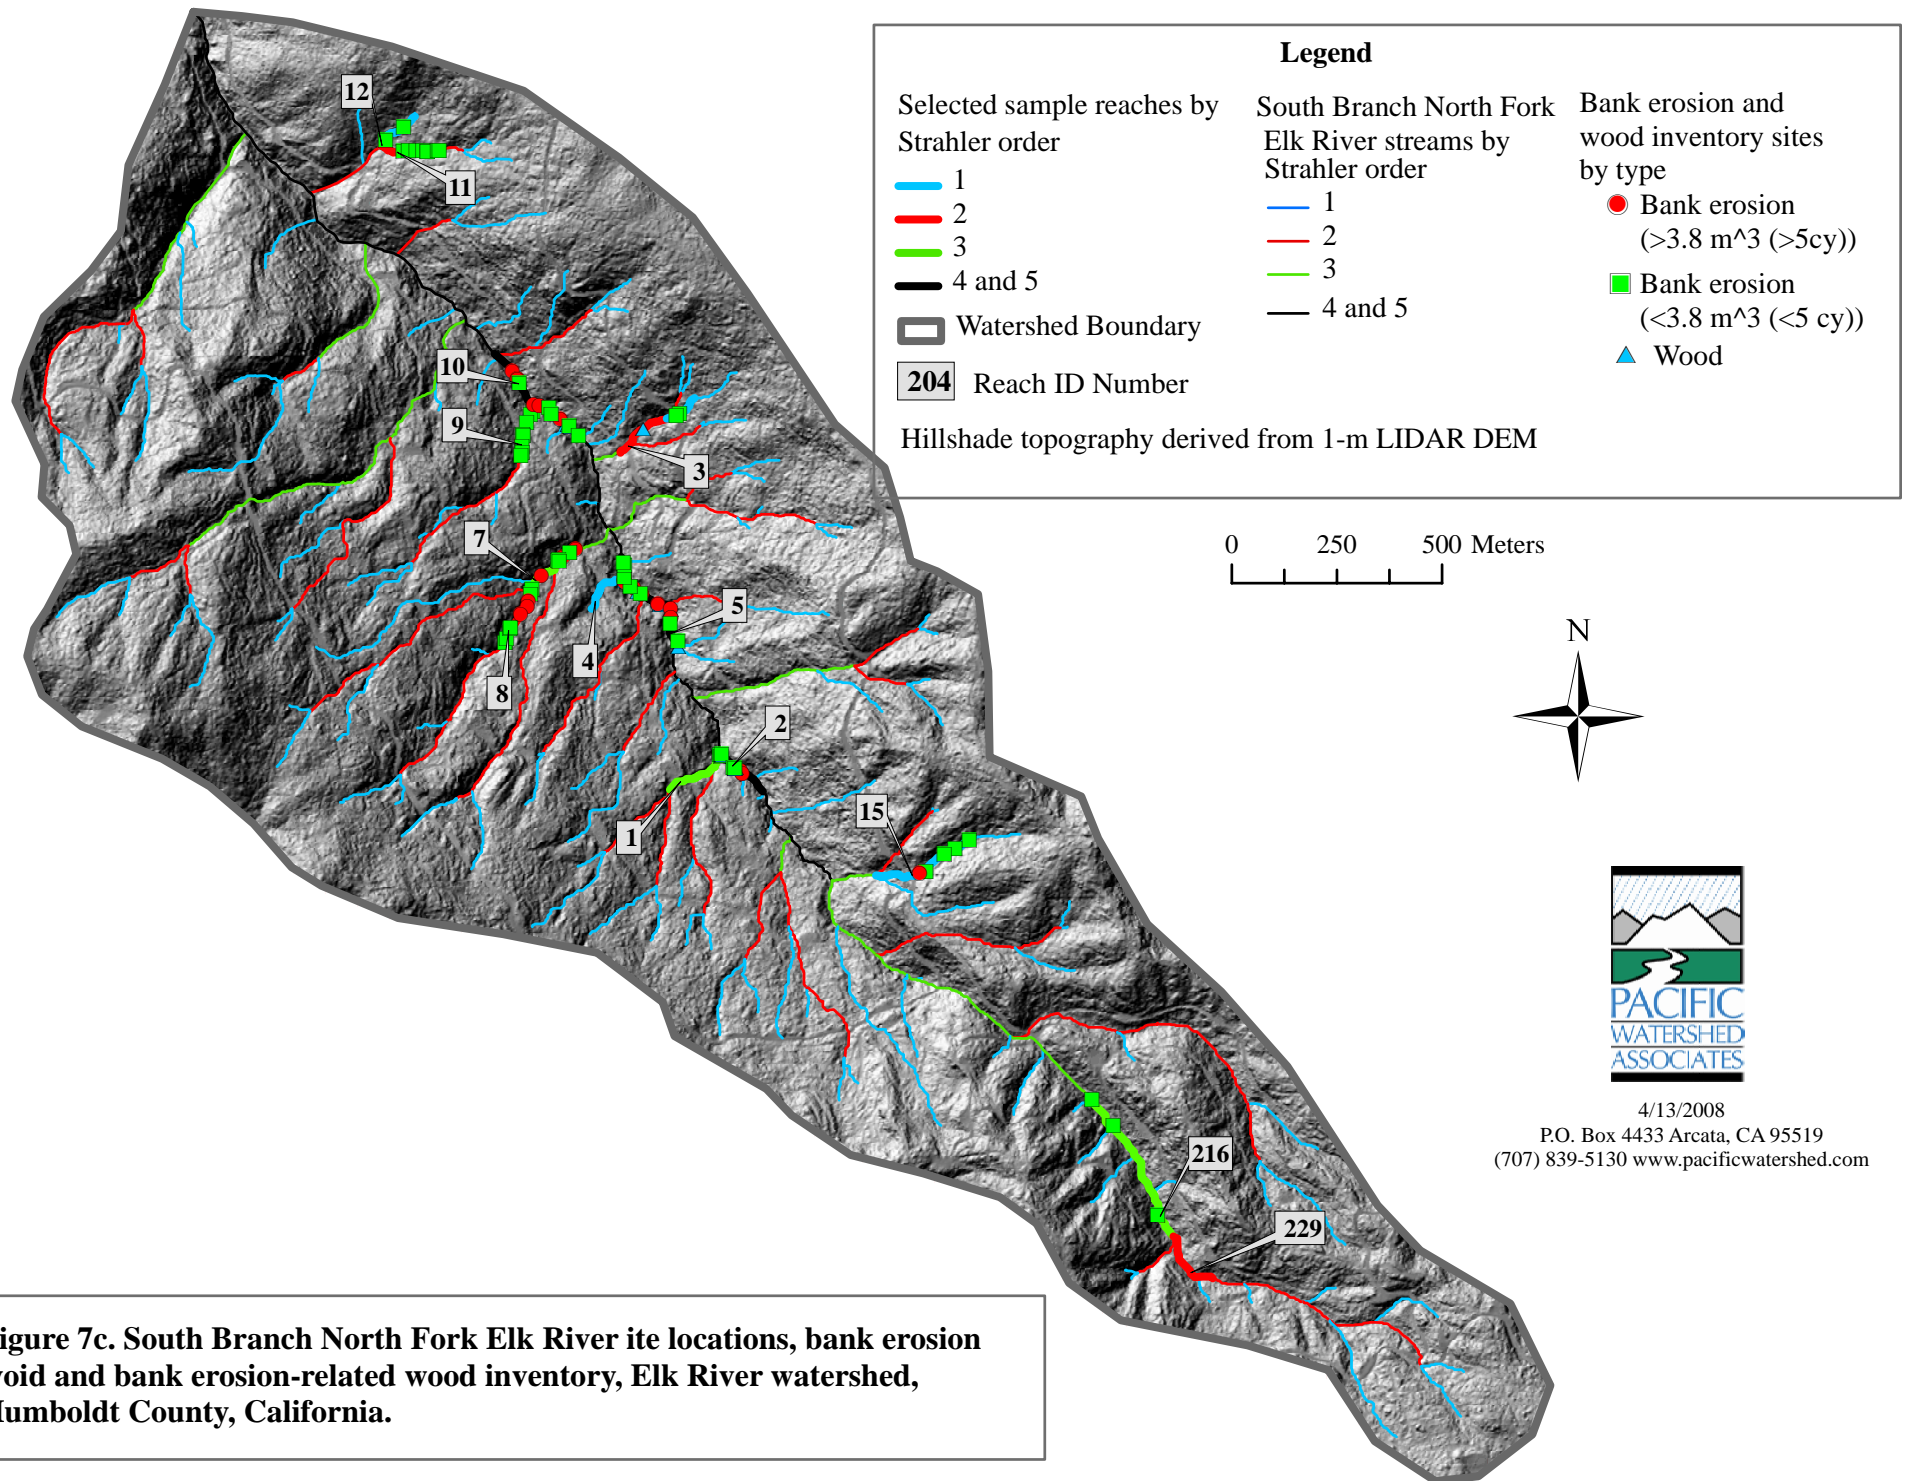 Legend
Selected sample reaches by
Strahler order
1
2
3
4 and 5
Watershed Boundary
204 Reach ID Number
South Branch North Fork
Elk River streams by
Strahler order
1
2
3
4 and 5
Bank erosion and
wood inventory sites
by type
Bank erosion
(>3.8 m^3 (>5cy))
Bank erosion
(<3.8 m^3 (<5 cy))
Wood
Hillshade topography derived from 1-m LIDAR DEM
12
11
10
9
3
7
5
4
8
2
1
15
216
229
0 250 500 Meters
N
PACIFIC
WATERSHED
ASSOCIATES
4/13/2008
P.O. Box 4433 Arcata, CA 95519
(707) 839-5130 www.pacificwatershed.com
igure 7c. South Branch North Fork Elk River ite locations, bank erosion
oid and bank erosion-related wood inventory, Elk River watershed,
umboldt County, California.